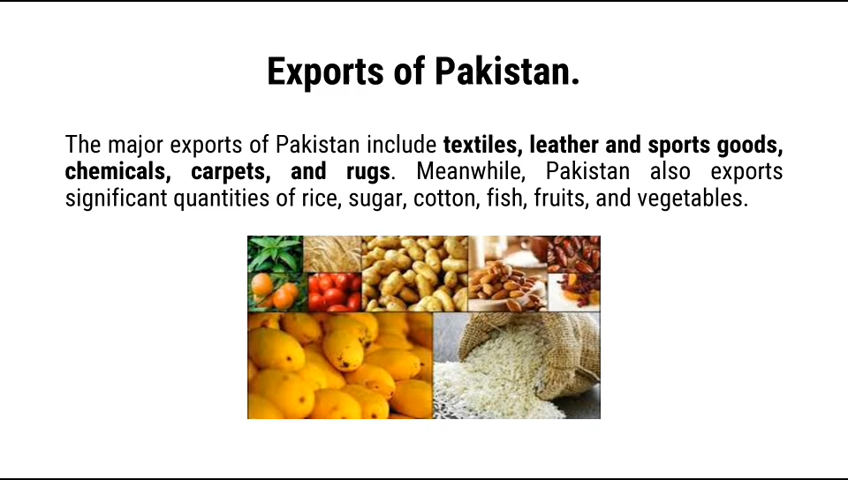 Exports of Pakistan.
The major exports of Pakistan include textiles, leather and sports goods,
chemicals, carpets, and rugs. Meanwhile, Pakistan also exports
significant quantities of rice, sugar, cotton, fish, fruits, and vegetables.